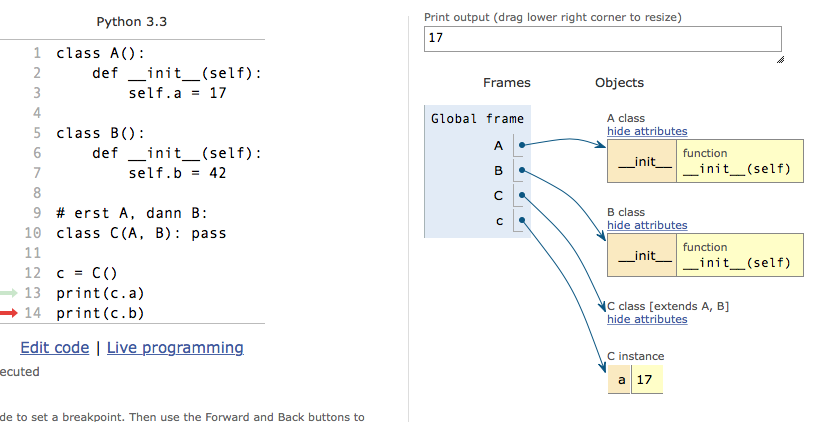 Python 3.3
1 class A():
2 def __init__(self):
3 self.a = 17
4
5 class B():
6 def __init__(self):
7 self.b = 42
8
9 # erst A, dann B:
10 class C(A, B): pass
11
12 c = C()
13 print(c.a)
14 print(c.b)
Edit code | Live programming
ecuted
de to set a breakpoint. Then use the Forward and Back buttons to
Print output (drag lower right corner to resize)
17
Frames
Objects
Global frame
A
B
C
c
A class
hide attributes
__init__
function
__init__(self)
B class
hide attributes
__init__
function
__init__(self)
C class [extends A, B]
hide attributes
C instance
a 17